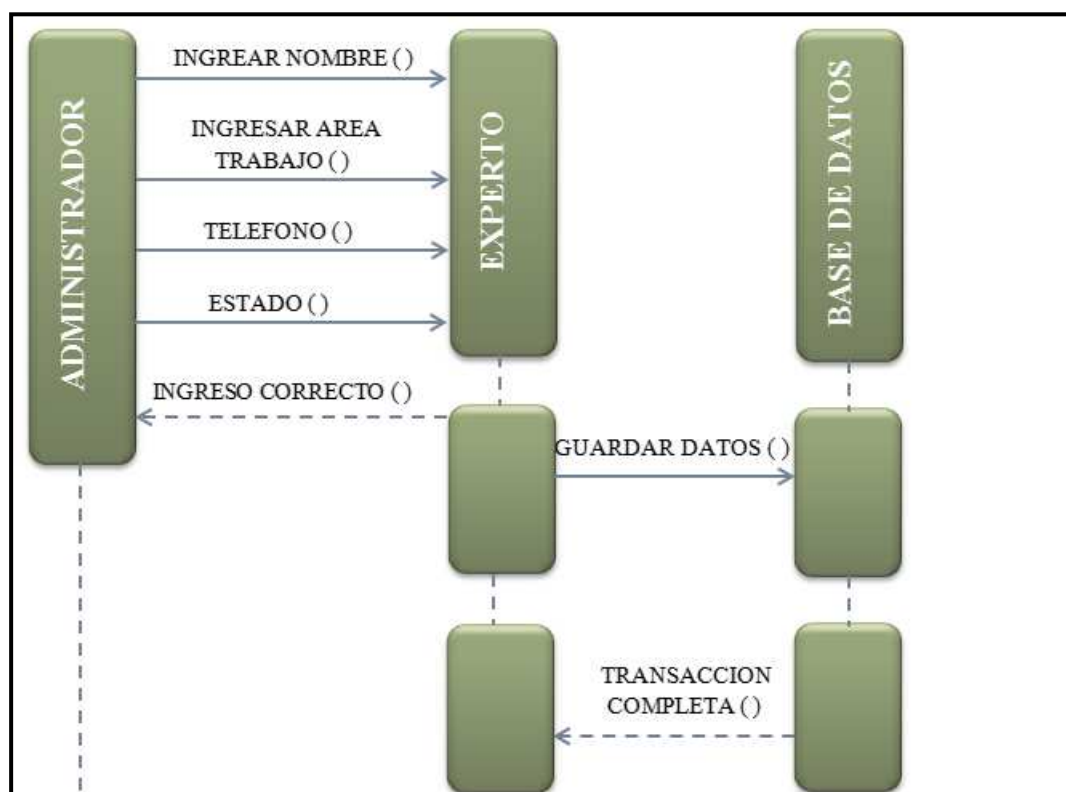 ADMINISTRADOR
EXPERTO
BASE DE DATOS
INGREAR NOMBRE ( )
INGRESAR AREA
TRABAJO ( )
TELEFONO ( )
ESTADO ( )
INGRESO CORRECTO ( )
GUARDAR DATOS ( )
TRANSACCION
COMPLETA ( )